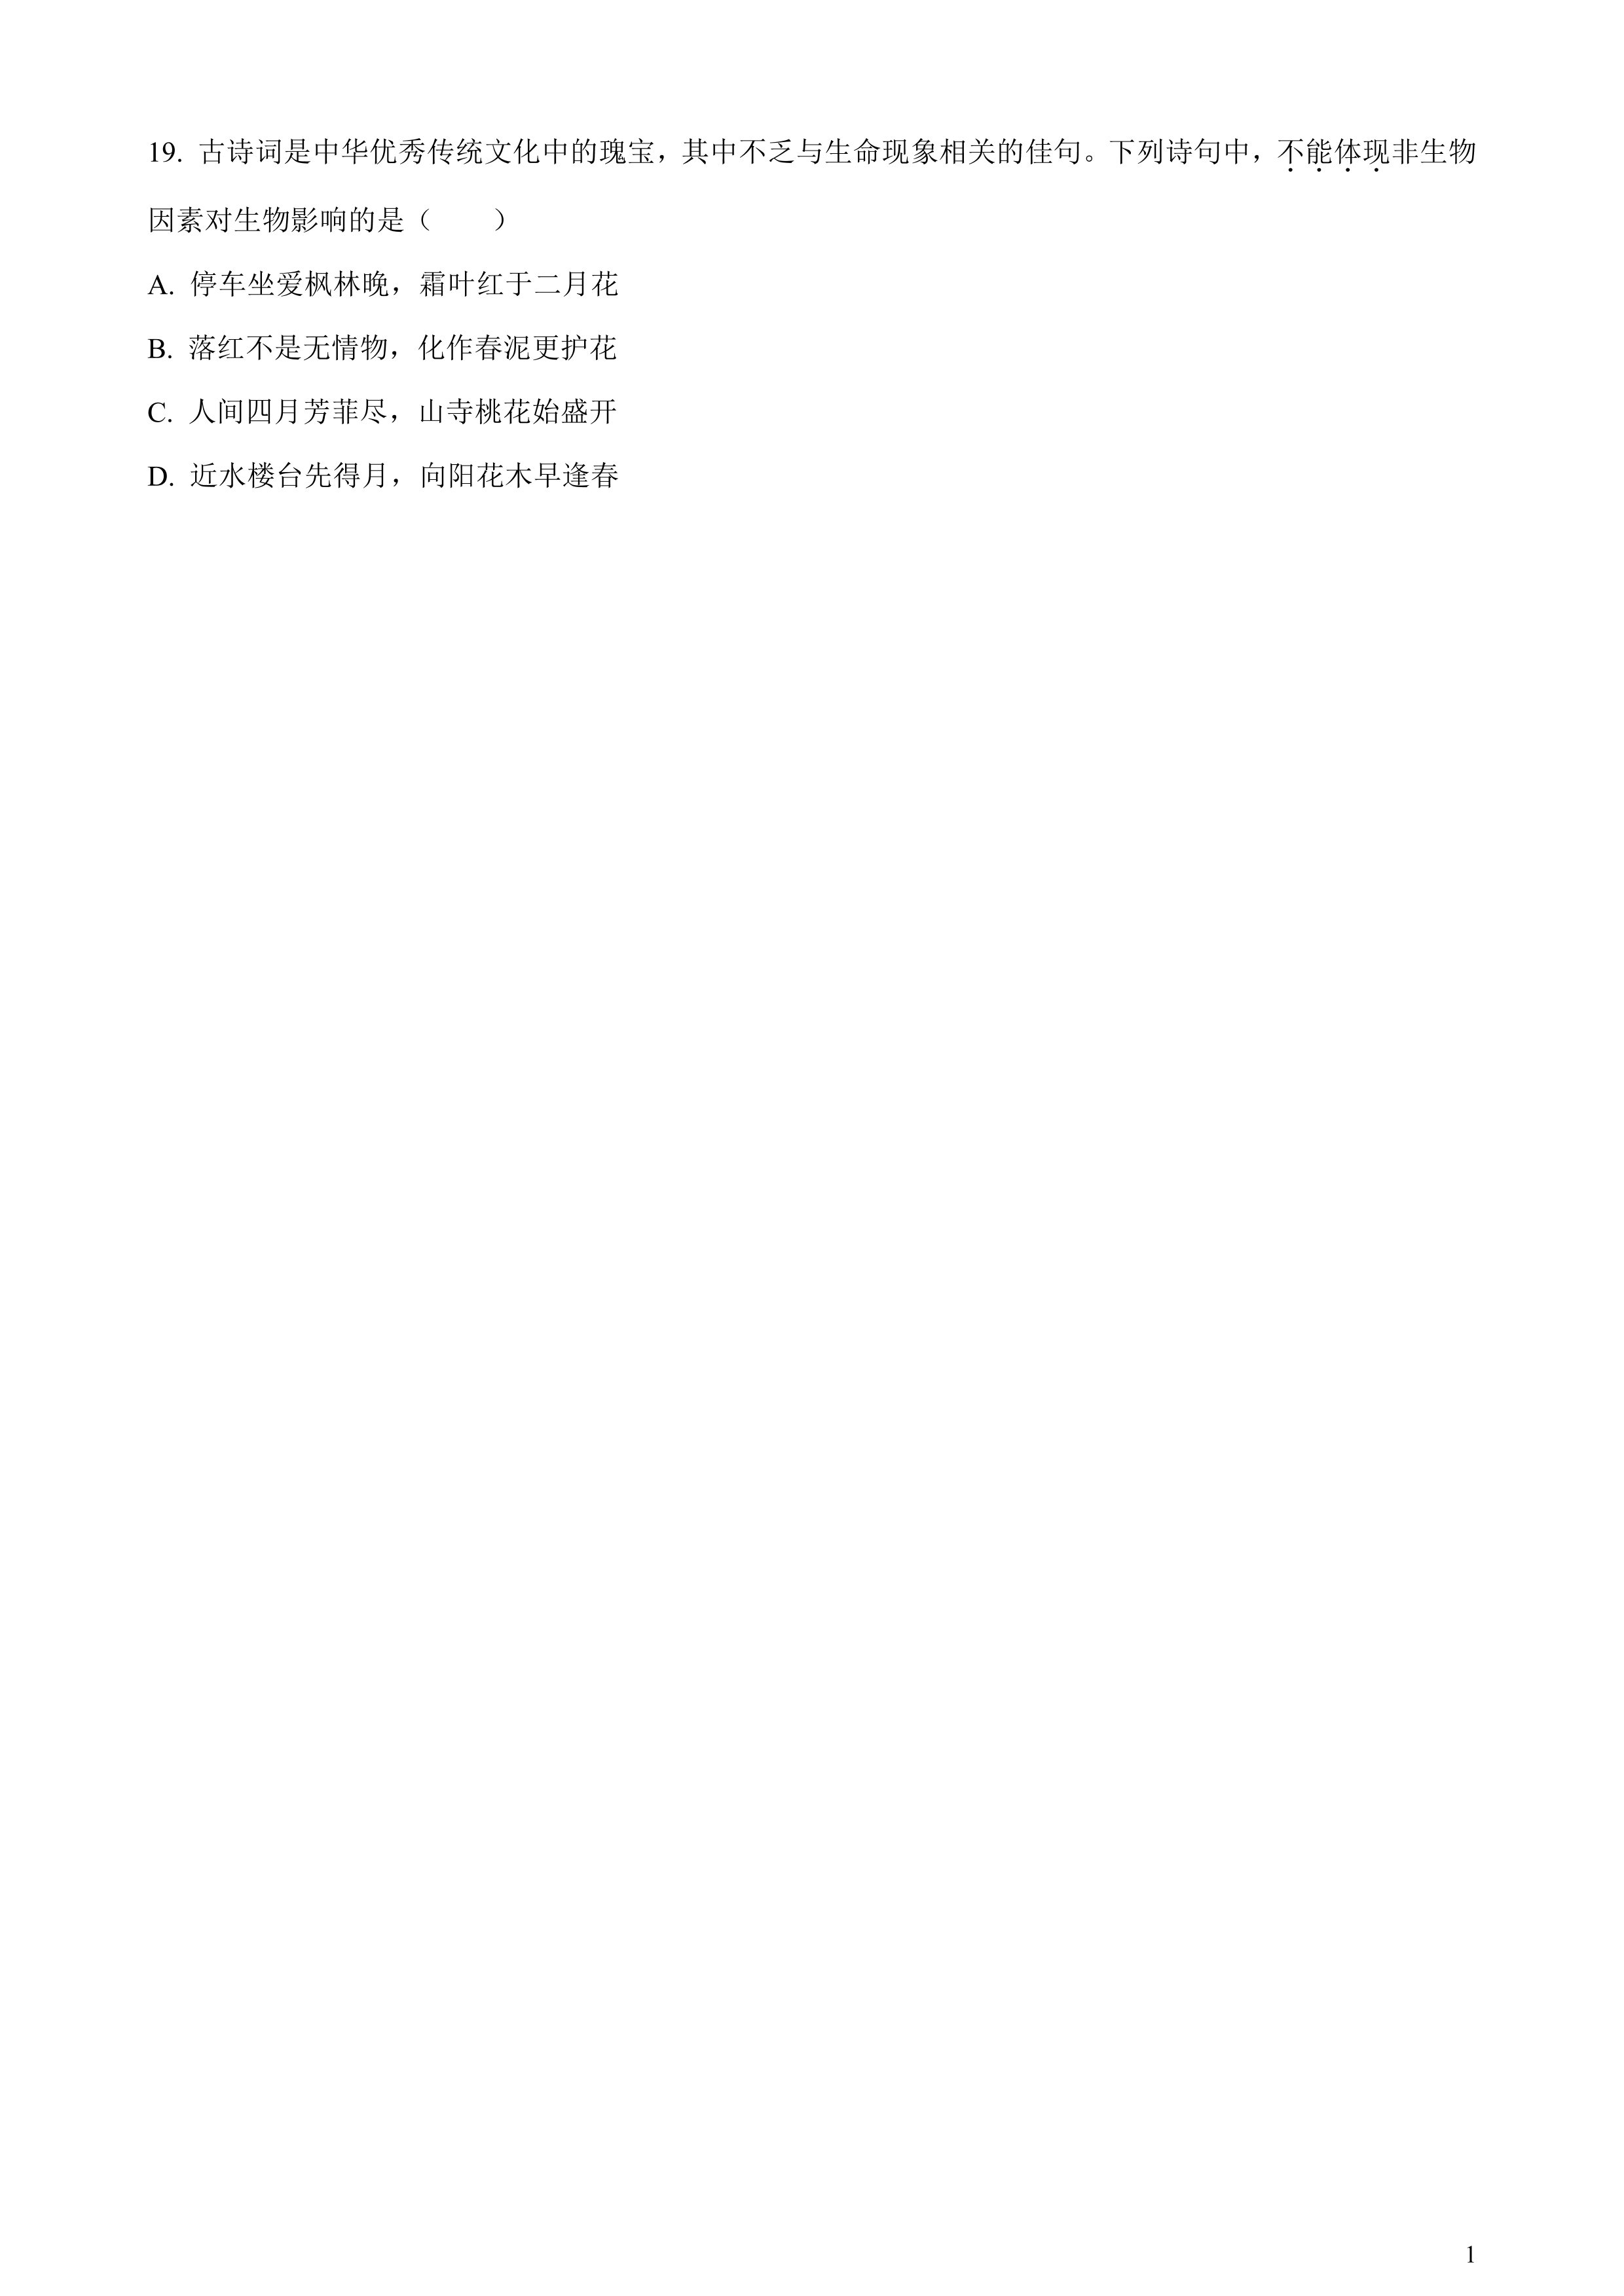 19. 古诗词是中华优秀传统文化中的瑰宝，其中不乏与生命现象相关的佳句。下列诗句中，不能体现非生物
因素对生物影响的是（　　）
A. 停车坐爱枫林晚，霜叶红于二月花
B. 落红不是无情物，化作春泥更护花
C. 人间四月芳菲尽，山寺桃花始盛开
D. 近水楼台先得月，向阳花木早逢春
1